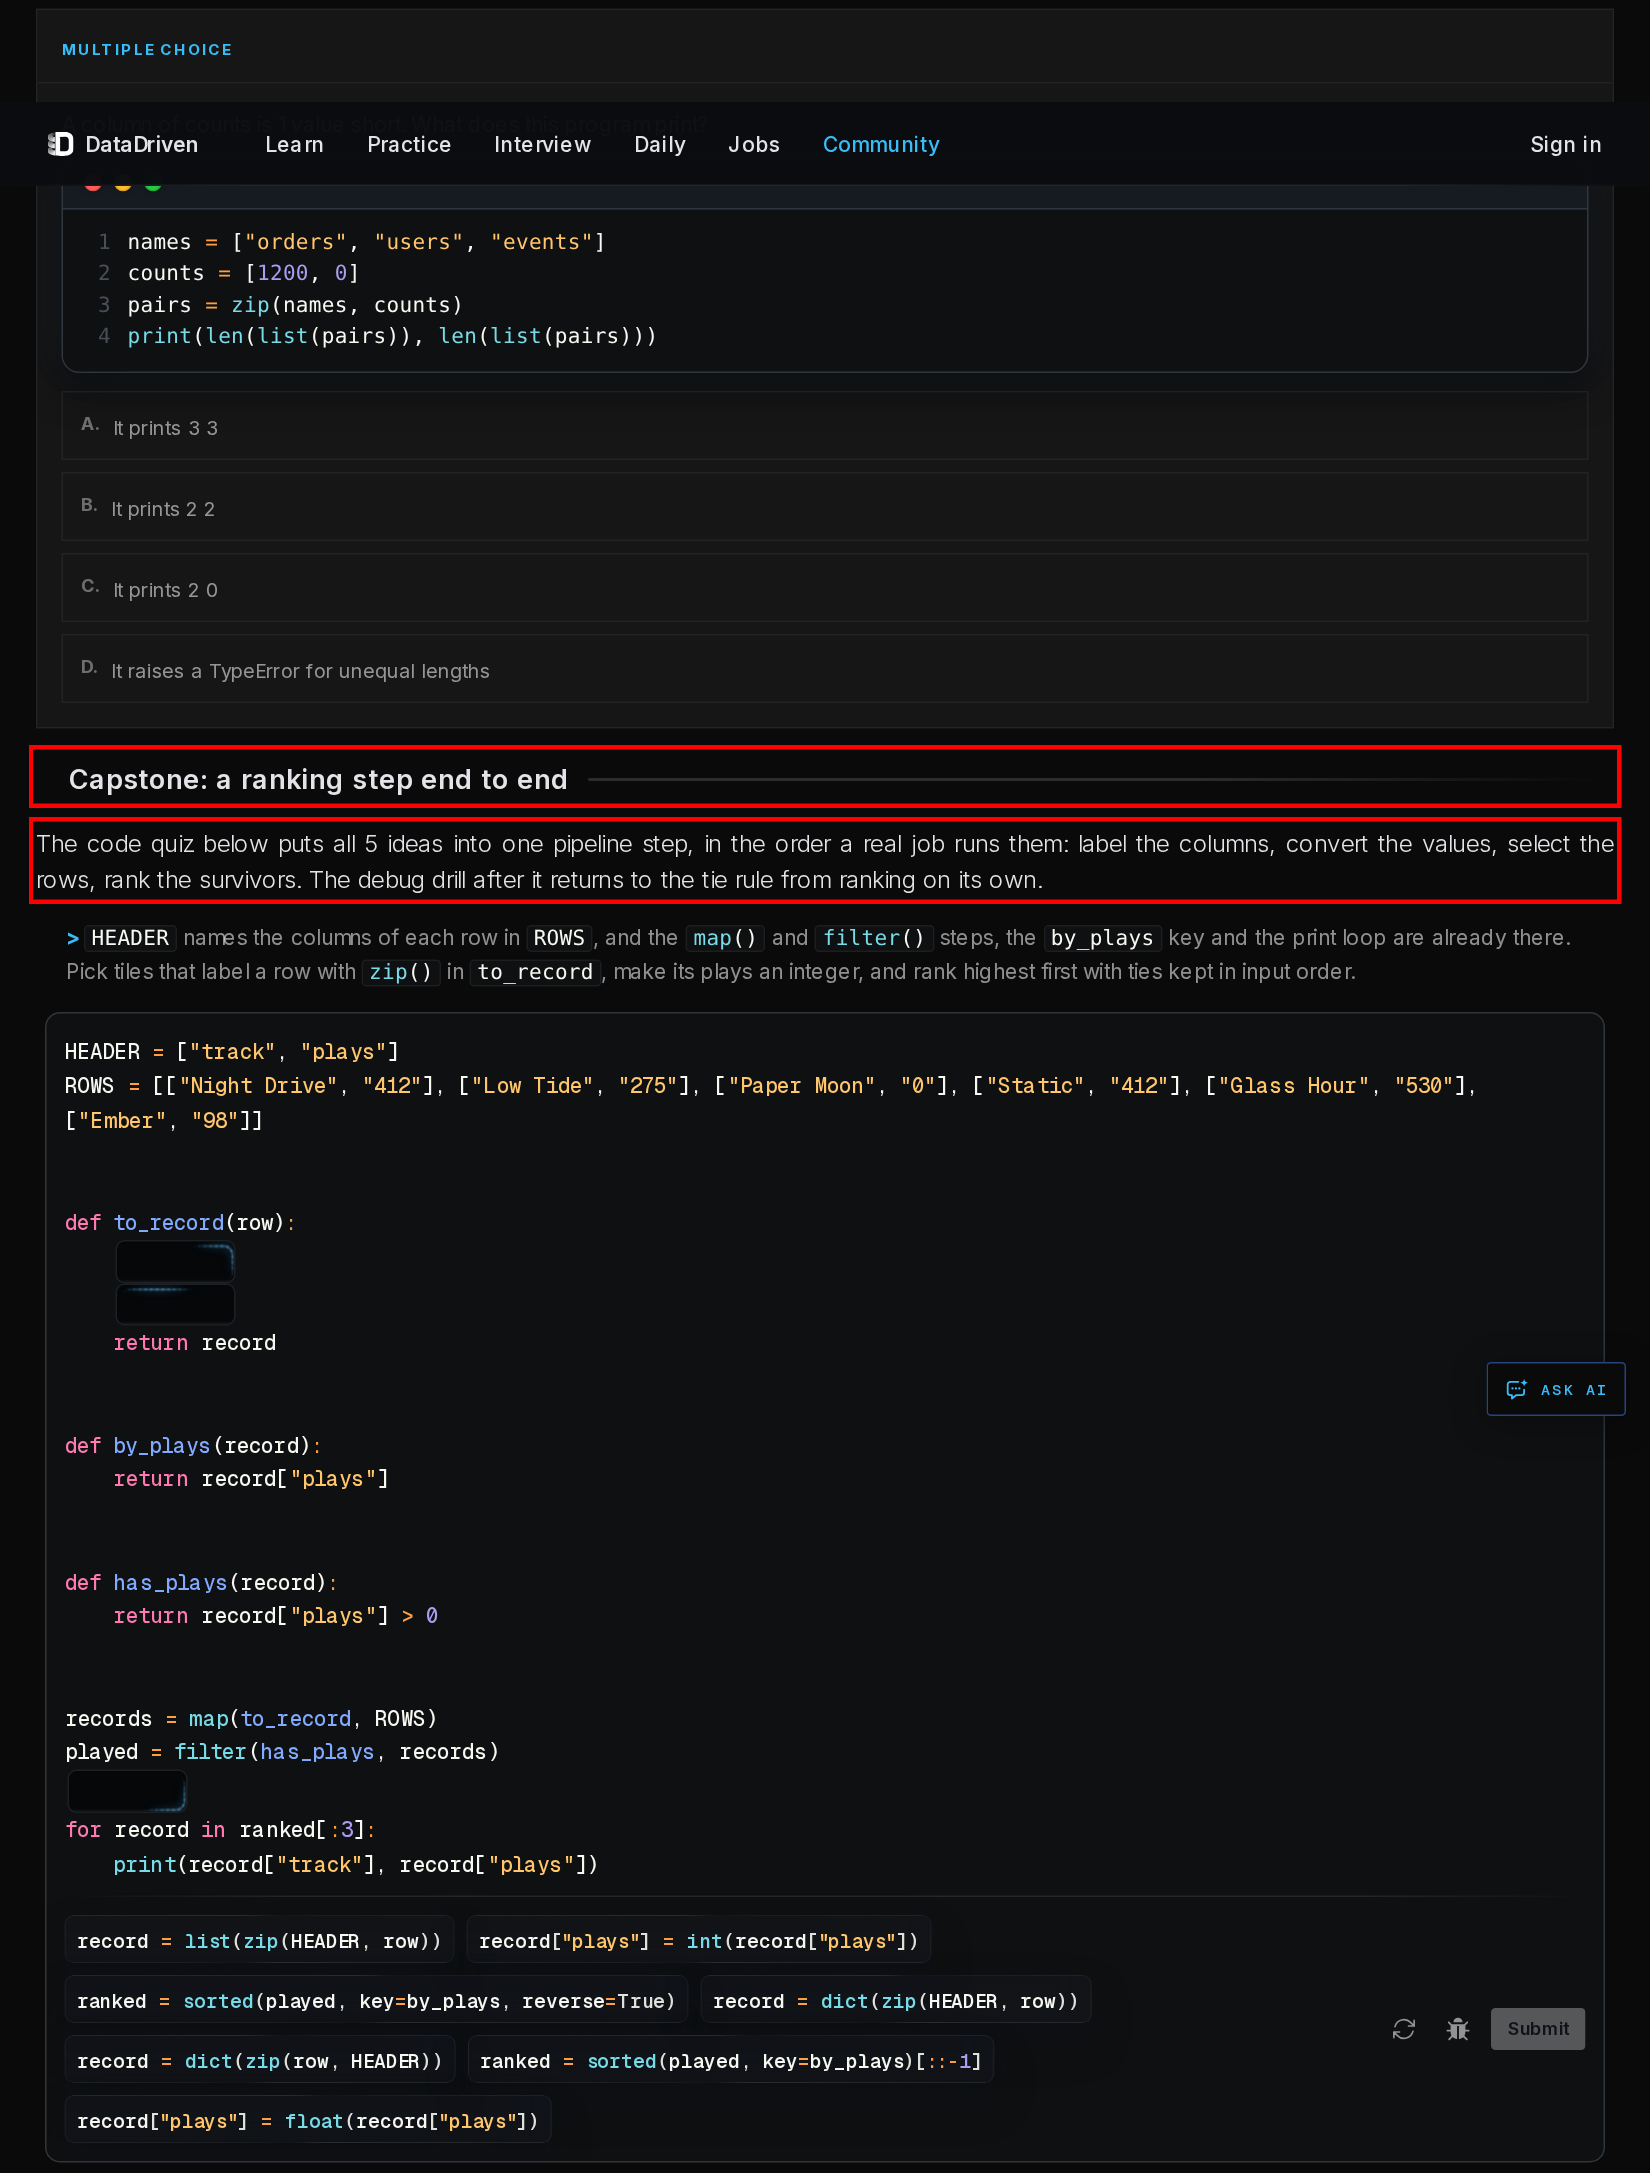 MULTIPLE CHOICE
A column of counts is 1 value short. What does this program print?
DataDriven Learn Practice Interview Daily Jobs Community Sign in
1 names = ["orders", "users", "events"]
2 counts = [1200, 0]
3 pairs = zip(names, counts)
4 print(len(list(pairs)), len(list(pairs)))
A. It prints 3 3
B. It prints 2 2
C. It prints 2 0
D. It raises a TypeError for unequal lengths
Capstone: a ranking step end to end
The code quiz below puts all 5 ideas into one pipeline step, in the order a real job runs them: label the columns, convert the values, select the
rows, rank the survivors. The debug drill after it returns to the tie rule from ranking on its own.
> HEADER names the columns of each row in ROWS, and the map() and filter() steps, the by_plays key and the print loop are already there.
Pick tiles that label a row with zip() in to_record, make its plays an integer, and rank highest first with ties kept in input order.
HEADER = ["track", "plays"]
ROWS = [["Night Drive", "412"], ["Low Tide", "275"], ["Paper Moon", "0"], ["Static", "412"], ["Glass Hour", "530"],
["Ember", "98"]]
def to_record(row):
return record
ASK AI
def by_plays(record):
return record["plays"]
def has_plays(record):
return record["plays"] > 0
records = map(to_record, ROWS)
played = filter(has_plays, records)
for record in ranked[:3]:
print(record["track"], record["plays"])
record = list(zip(HEADER, row)) record["plays"] = int(record["plays"])
ranked = sorted(played, key=by_plays, reverse=True) record = dict(zip(HEADER, row))
Submit
record = dict(zip(row, HEADER)) ranked = sorted(played, key=by_plays)[::-1]
record["plays"] = float(record["plays"])